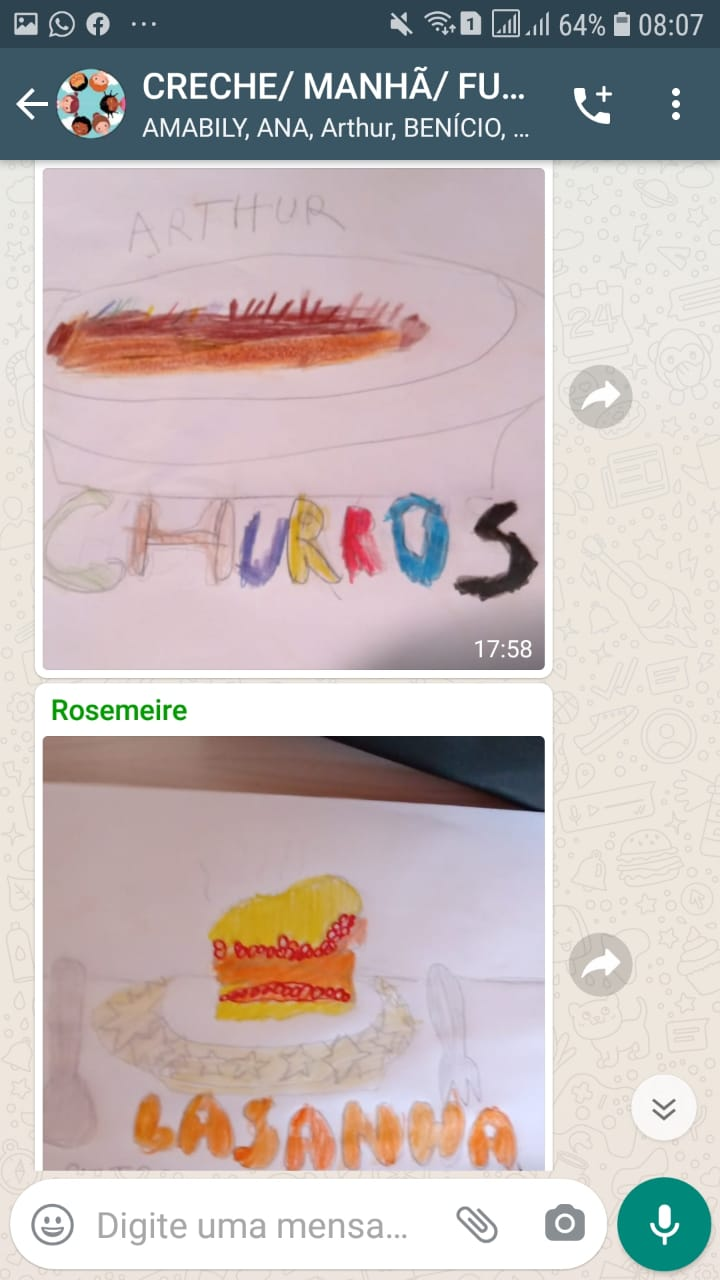 64% 08:07
CRECHE/ MANHÃ/ FU...
AMABILY, ANA, Arthur, BENÍCIO, ...
ARTHUR
CHURROS
17:58
Rosemeire
LASANHA
Digite uma mensa...